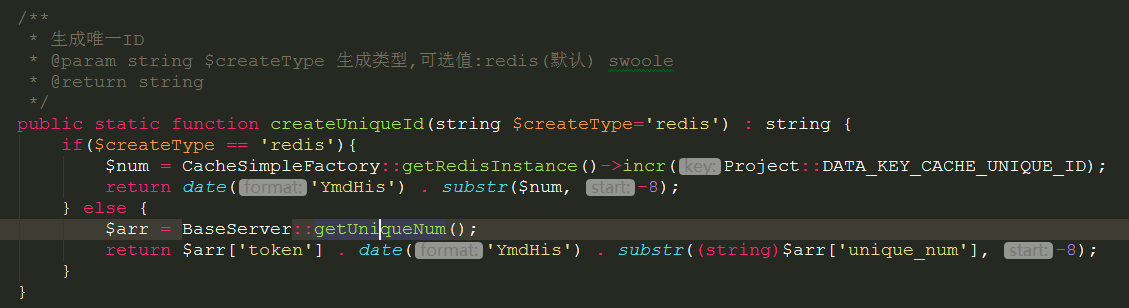 /**
 * 生成唯一ID
 * @param string $createType 生成类型,可选值:redis(默认) swoole
 * @return string
 */
public static function createUniqueId(string $createType='redis') : string {
    if($createType == 'redis'){
        $num = CacheSimpleFactory::getRedisInstance()->incr( key: Project::DATA_KEY_CACHE_UNIQUE_ID);
        return date( format: 'YmdHis') . substr($num, start: -8);
    } else {
        $arr = BaseServer::getUniqueNum();
        return $arr['token'] . date( format: 'YmdHis') . substr((string)$arr['unique_num'], start: -8);
    }
}